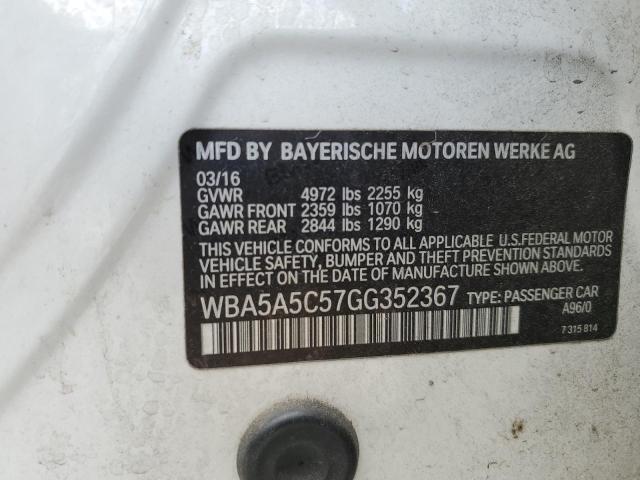 MFD BY BAYERISCHE MOTOREN WERKE AG
03/16
GVWR 4972 lbs 2255 kg
GAWR FRONT 2359 lbs 1070 kg
GAWR REAR 2844 lbs 1290 kg
THIS VEHICLE CONFORMS TO ALL APPLICABLE U.S.FEDERAL MOTOR
VEHICLE SAFETY, BUMPER AND THEFT PREVENTION STANDARDS
IN EFFECT ON THE DATE OF MANUFACTURE SHOWN ABOVE.
WBA5A5C57GG352367 TYPE: PASSENGER CAR
A96/0
7 315 814